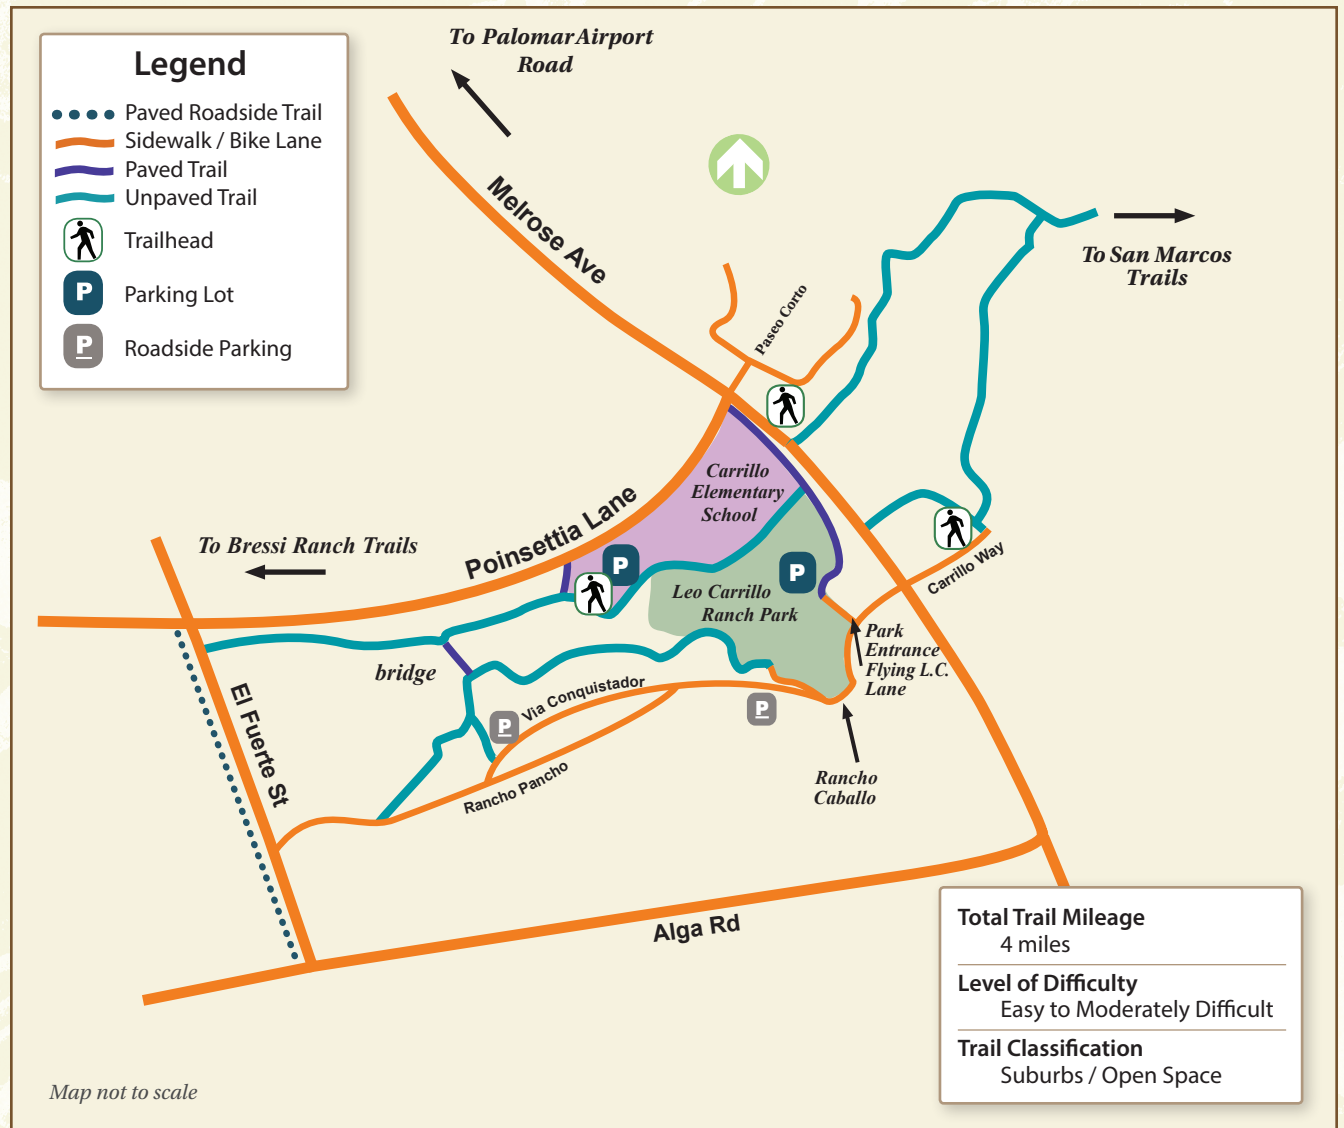 To Palomar Airport
Road
Legend
Paved Roadside Trail
Sidewalk / Bike Lane
Paved Trail
Unpaved Trail
Trailhead
P
Parking Lot
P
Roadside Parking
Melrose Ave
To San Marcos
Trails
Paseo Corto
Carrillo
Elementary
School
Poinsettia Lane
To Bressi Ranch Trails
P
P
Carrillo Way
Leo Carrillo
Ranch Park
Park
Entrance
Flying L.C.
Lane
bridge
El Fuerte St
Via Conquistador
P
P
Rancho Pancho
Rancho
Caballo
Alga Rd
Total Trail Mileage
4 miles
Level of Difficulty
Easy to Moderately Difficult
Trail Classification
Suburbs / Open Space
Map not to scale